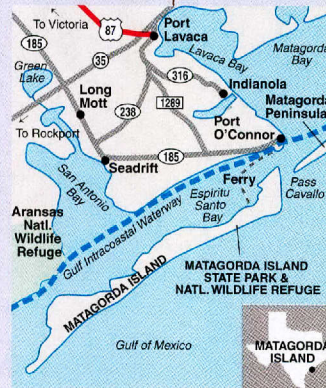 To Victoria
87
Port
Lavaca
Lavaca Bay
Matagorda
Bay
185
35
Green
Lake
316
Indianola
Long
Mott
238
1289
Matagorda
Peninsula
Port
O'Connor
To Rockport
185
Seadrift
San Antonio
Bay
Ferry
Pass
Cavallo
Espiritu
Santo
Bay
Aransas
Natl.
Wildlife
Refuge
Gulf Intracoastal Waterway
MATAGORDA ISLAND
MATAGORDA ISLAND
STATE PARK &
NATL. WILDLIFE REFUGE
Gulf of Mexico
MATAGORDA
ISLAND